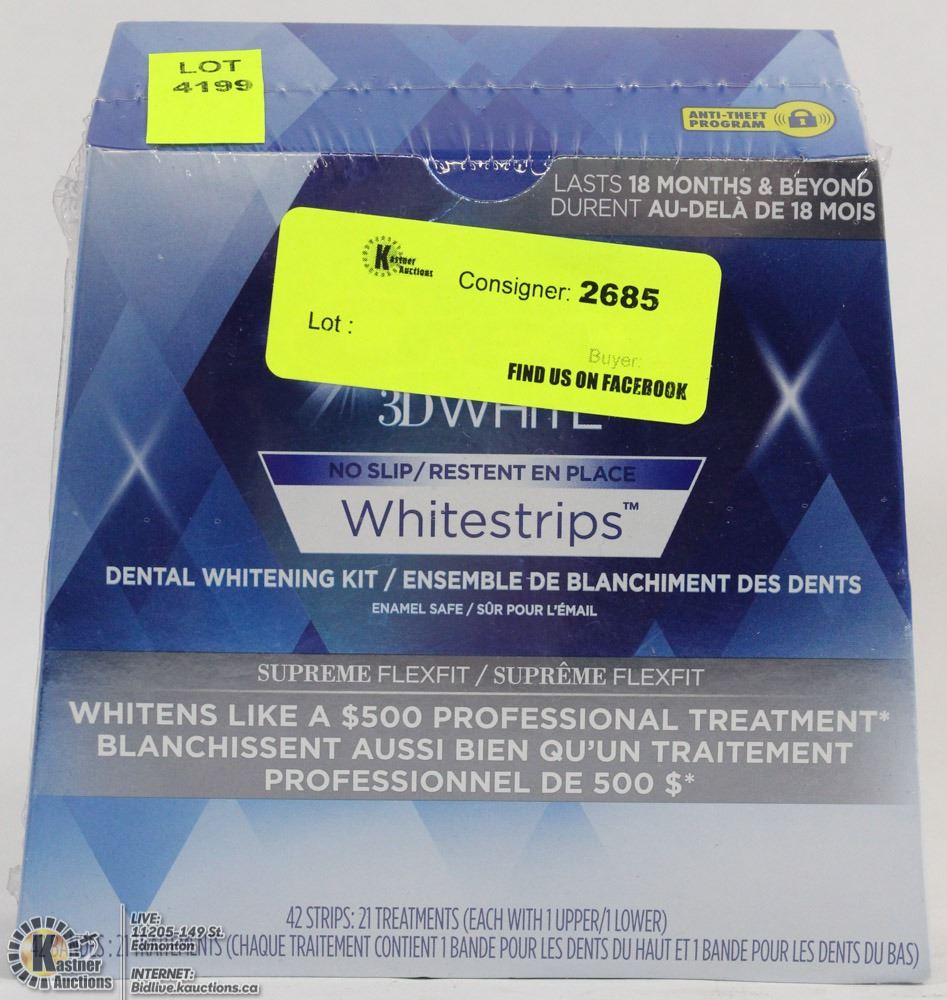 LOT
4199
ANTI-THEFT
PROGRAM
LASTS 18 MONTHS & BEYOND
DURENT AU-DELÀ DE 18 MOIS
Kastner
Auctions
Consigner: 2685
Lot :
Buyer:
FIND US ON FACEBOOK
3D WHITE
NO SLIP/RESTENT EN PLACE
Whitestrips™
DENTAL WHITENING KIT / ENSEMBLE DE BLANCHIMENT DES DENTS
ENAMEL SAFE / SÛR POUR L'ÉMAIL
SUPREME FLEXFIT / SUPRÊME FLEXFIT
WHITENS LIKE A $500 PROFESSIONAL TREATMENT*
BLANCHISSENT AUSSI BIEN QU'UN TRAITEMENT
PROFESSIONNEL DE 500 $*
42 STRIPS: 21 TREATMENTS (EACH WITH 1 UPPER/1 LOWER)
: 21 TRAITEMENTS (CHAQUE TRAITEMENT CONTIENT 1 BANDE POUR LES DENTS DU HAUT ET 1 BANDE POUR LES DENTS DU BAS)
Kastner
Auctions
LIVE:
11205-149 St.
Edmonton
INTERNET:
Bidlive.kauctions.ca